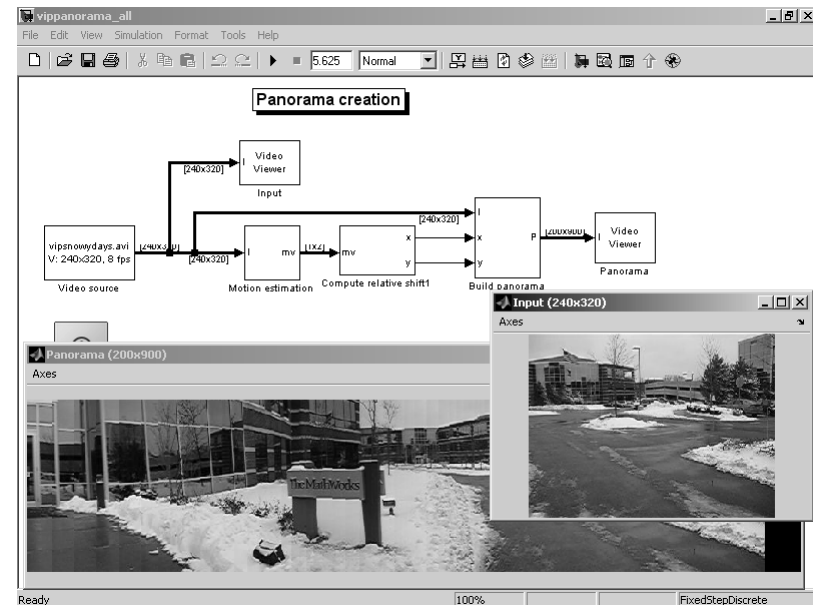 vippanorama_all
File Edit View Simulation Format Tools Help
5.625 Normal
Panorama creation
Video Viewer
I
[240x320]
Input
vipsnowydays.avi
V: 240x320, 8 fps
Video source
[240x320]
[240x320]
I mv
Motion estimation
[1x2]
mv x y
Compute relative shift1
[240x320]
I x y P
Build panorama
[200x900]
I Video Viewer
Panorama
Input (240x320)
Axes
Panorama (200x900)
Axes
The MathWorks
Ready 100% FixedStepDiscrete